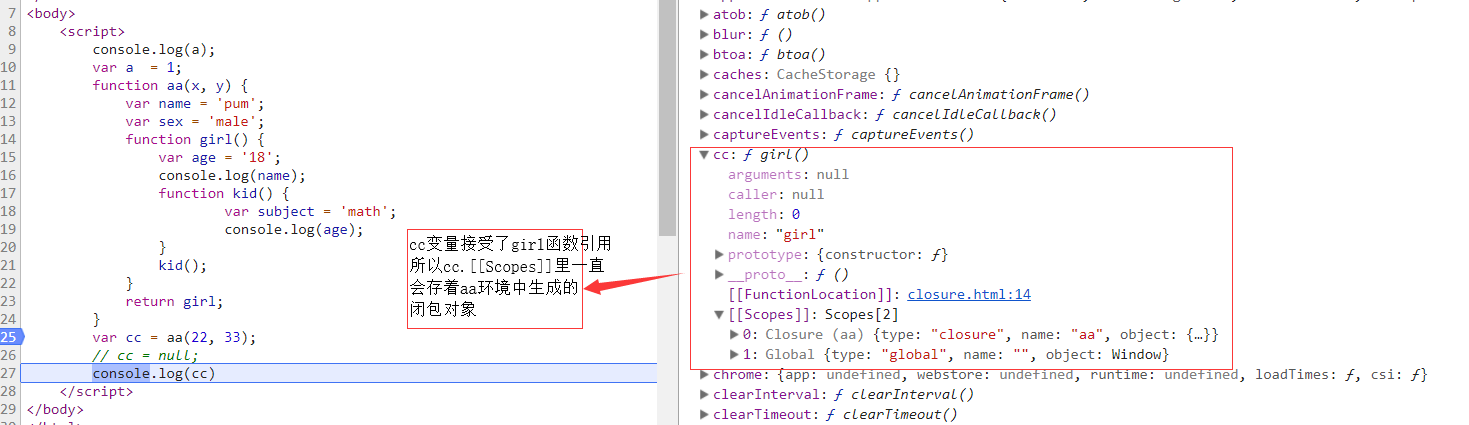 7 <body>
8 <script>
9 console.log(a);
10 var a  = 1;
11 function aa(x, y) {
12 var name = 'pum';
13 var sex = 'male';
14 function girl() {
15 var age = '18';
16 console.log(name);
17 function kid() {
18 var subject = 'math';
19 console.log(age);
20 }
21 kid();
22 }
23 return girl;
24 }
25 var cc = aa(22, 33);
26 // cc = null;
27 console.log(cc)
28 </script>
29 </body>
cc变量接受了girl函数引用
所以cc.[[Scopes]]里一直
会存着aa环境中生成的
闭包对象
▶atob: ƒ atob()
▶blur: ƒ ()
▶btoa: ƒ btoa()
▶caches: CacheStorage {}
▶cancelAnimationFrame: ƒ cancelAnimationFrame()
▶cancelIdleCallback: ƒ cancelIdleCallback()
▶captureEvents: ƒ captureEvents()
▼cc: ƒ girl()
arguments: null
caller: null
length: 0
name: "girl"
▶prototype: {constructor: ƒ}
▶__proto__: ƒ ()
[[FunctionLocation]]: closure.html:14
▼[[Scopes]]: Scopes[2]
▶0: Closure (aa) {type: "closure", name: "aa", object: {…}}
▶1: Global {type: "global", name: "", object: Window}
▶chrome: {app: undefined, webstore: undefined, runtime: undefined, loadTimes: ƒ, csi: ƒ}
▶clearInterval: ƒ clearInterval()
▶clearTimeout: ƒ clearTimeout()